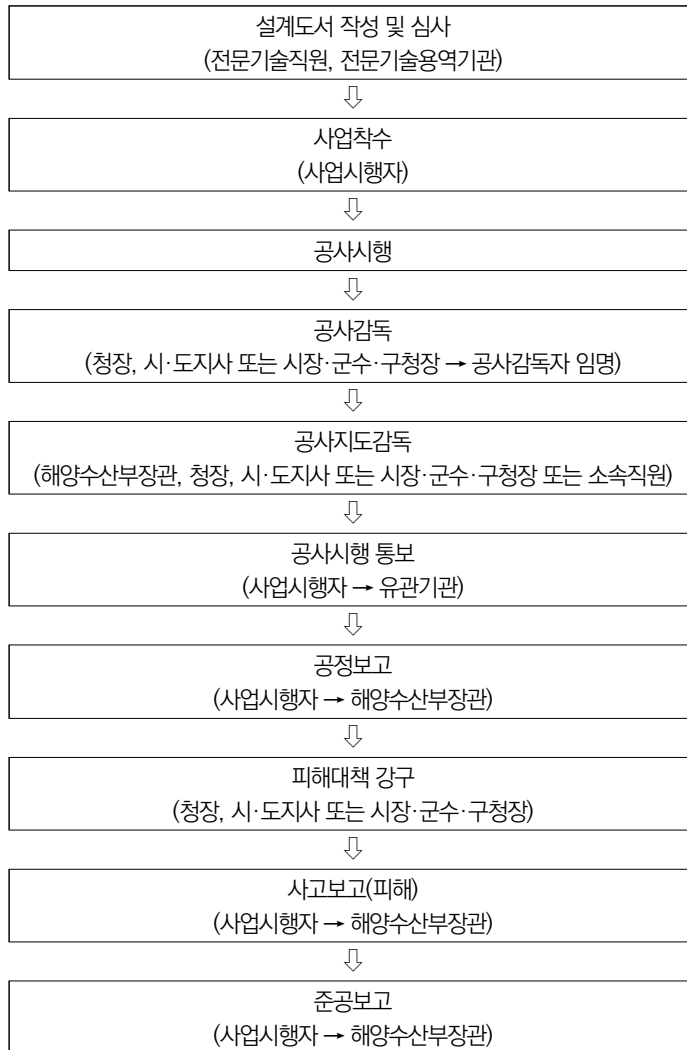 설계도서 작성 및 심사
(전문기술직원, 전문기술용역기관)
⇩
사업착수
(사업시행자)
⇩
공사시행
⇩
공사감독
(청장, 시·도지사 또는 시장·군수·구청장 → 공사감독자 임명)
⇩
공사지도감독
(해양수산부장관, 청장, 시·도지사 또는 시장·군수·구청장 또는 소속직원)
⇩
공사시행 통보
(사업시행자 → 유관기관)
⇩
공정보고
(사업시행자 → 해양수산부장관)
⇩
피해대책 강구
(청장, 시·도지사 또는 시장·군수·구청장)
⇩
사고보고(피해)
(사업시행자 → 해양수산부장관)
⇩
준공보고
(사업시행자 → 해양수산부장관)